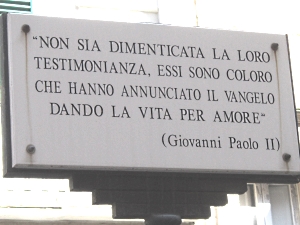 "NON SIA DIMENTICATA LA LORO
TESTIMONIANZA, ESSI SONO COLORO
CHE HANNO ANNUNCIATO IL VANGELO
DANDO LA VITA PER AMORE"
(Giovanni Paolo II)